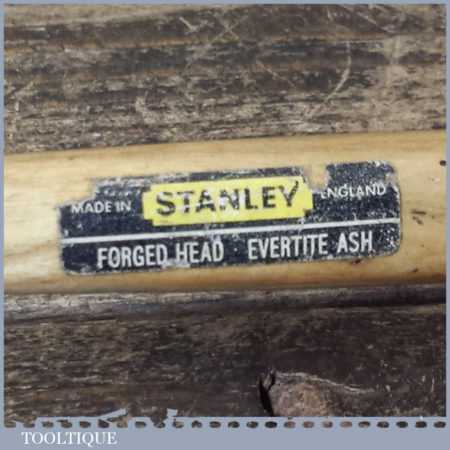 MADE IN STANLEY ENGLAND
FORGED HEAD EVERTITE ASH
TOOLTIQUE